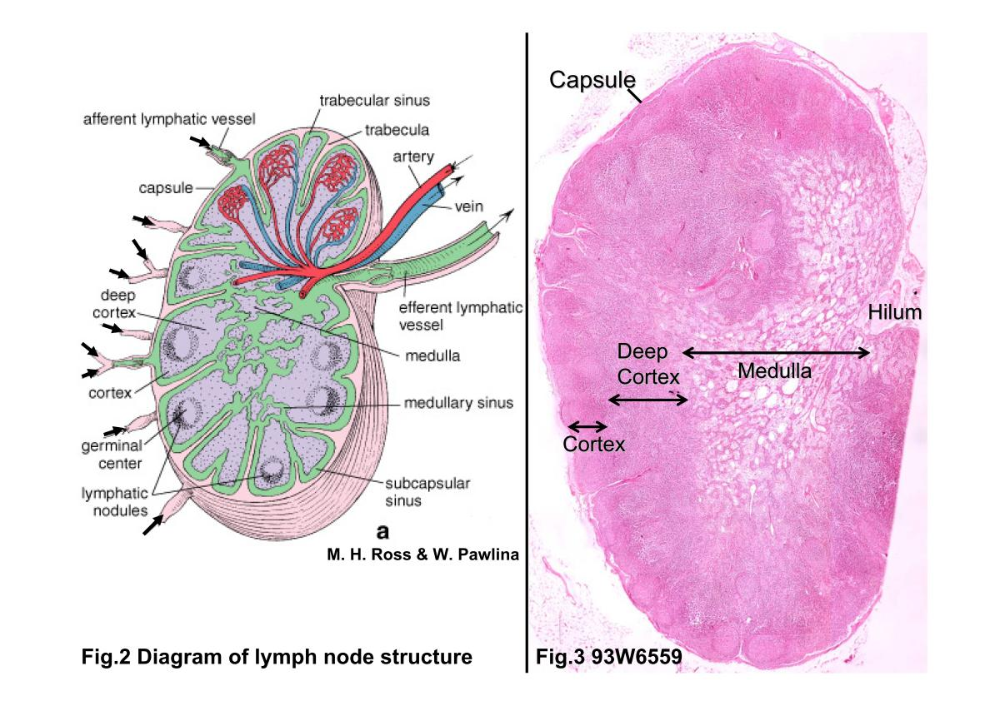 trabecular sinus
afferent lymphatic vessel
trabecula
artery
capsule
vein
deep
cortex
efferent lymphatic
vessel
medulla
cortex
medullary sinus
germinal
center
lymphatic
nodules
subcapsular
sinus
a
M. H. Ross & W. Pawlina
Fig.2 Diagram of lymph node structure
Capsule
Hilum
Deep
Cortex
Medulla
Cortex
Fig.3 93W6559